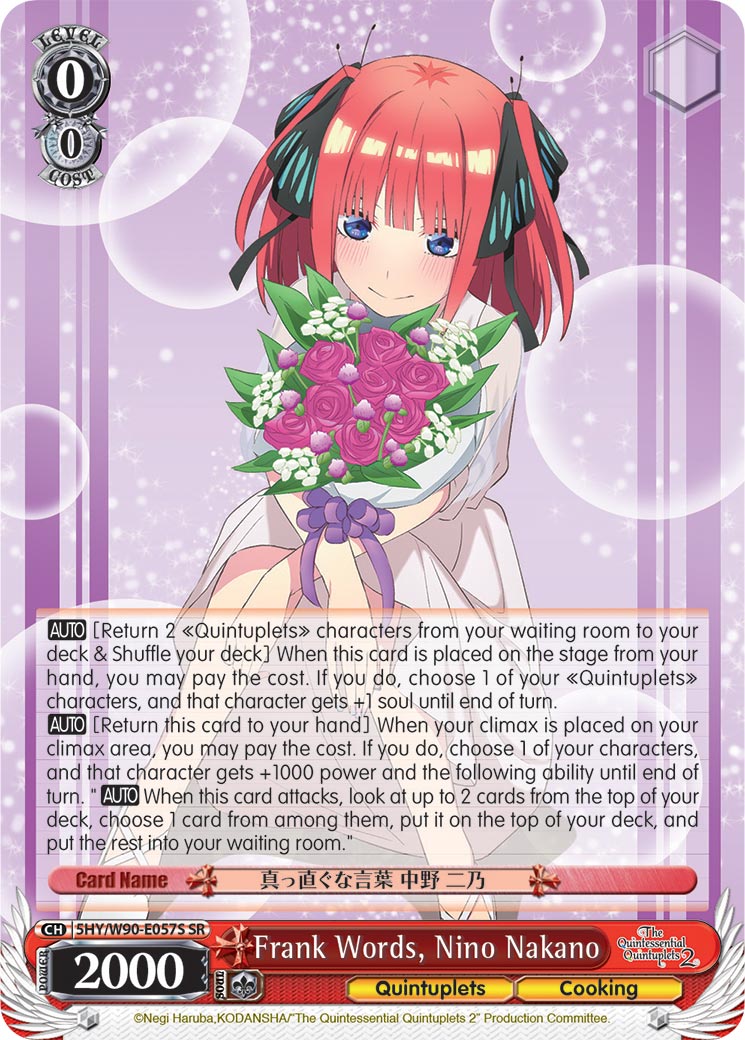 LEVEL
0
0
COST
AUTO [Return 2 «Quintuplets» characters from your waiting room to your
deck & Shuffle your deck] When this card is placed on the stage from your
hand, you may pay the cost. If you do, choose 1 of your «Quintuplets»
characters, and that character gets +1 soul until end of turn.
AUTO [Return this card to your hand] When your climax is placed on your
climax area, you may pay the cost. If you do, choose 1 of your characters,
and that character gets +1000 power and the following ability until end of
turn. " AUTO When this card attacks, look at up to 2 cards from the top of your
deck, choose 1 card from among them, put it on the top of your deck, and
put the rest into your waiting room."
Card Name 真っ直ぐな言葉 中野 二乃
CH 5HY/W90-E057S SR
Frank Words, Nino Nakano
The
Quintessential
Quintuplets 2
POWER 2000 SOUL
Quintuplets Cooking
©Negi Haruba,KODANSHA/"The Quintessential Quintuplets 2" Production Committee.